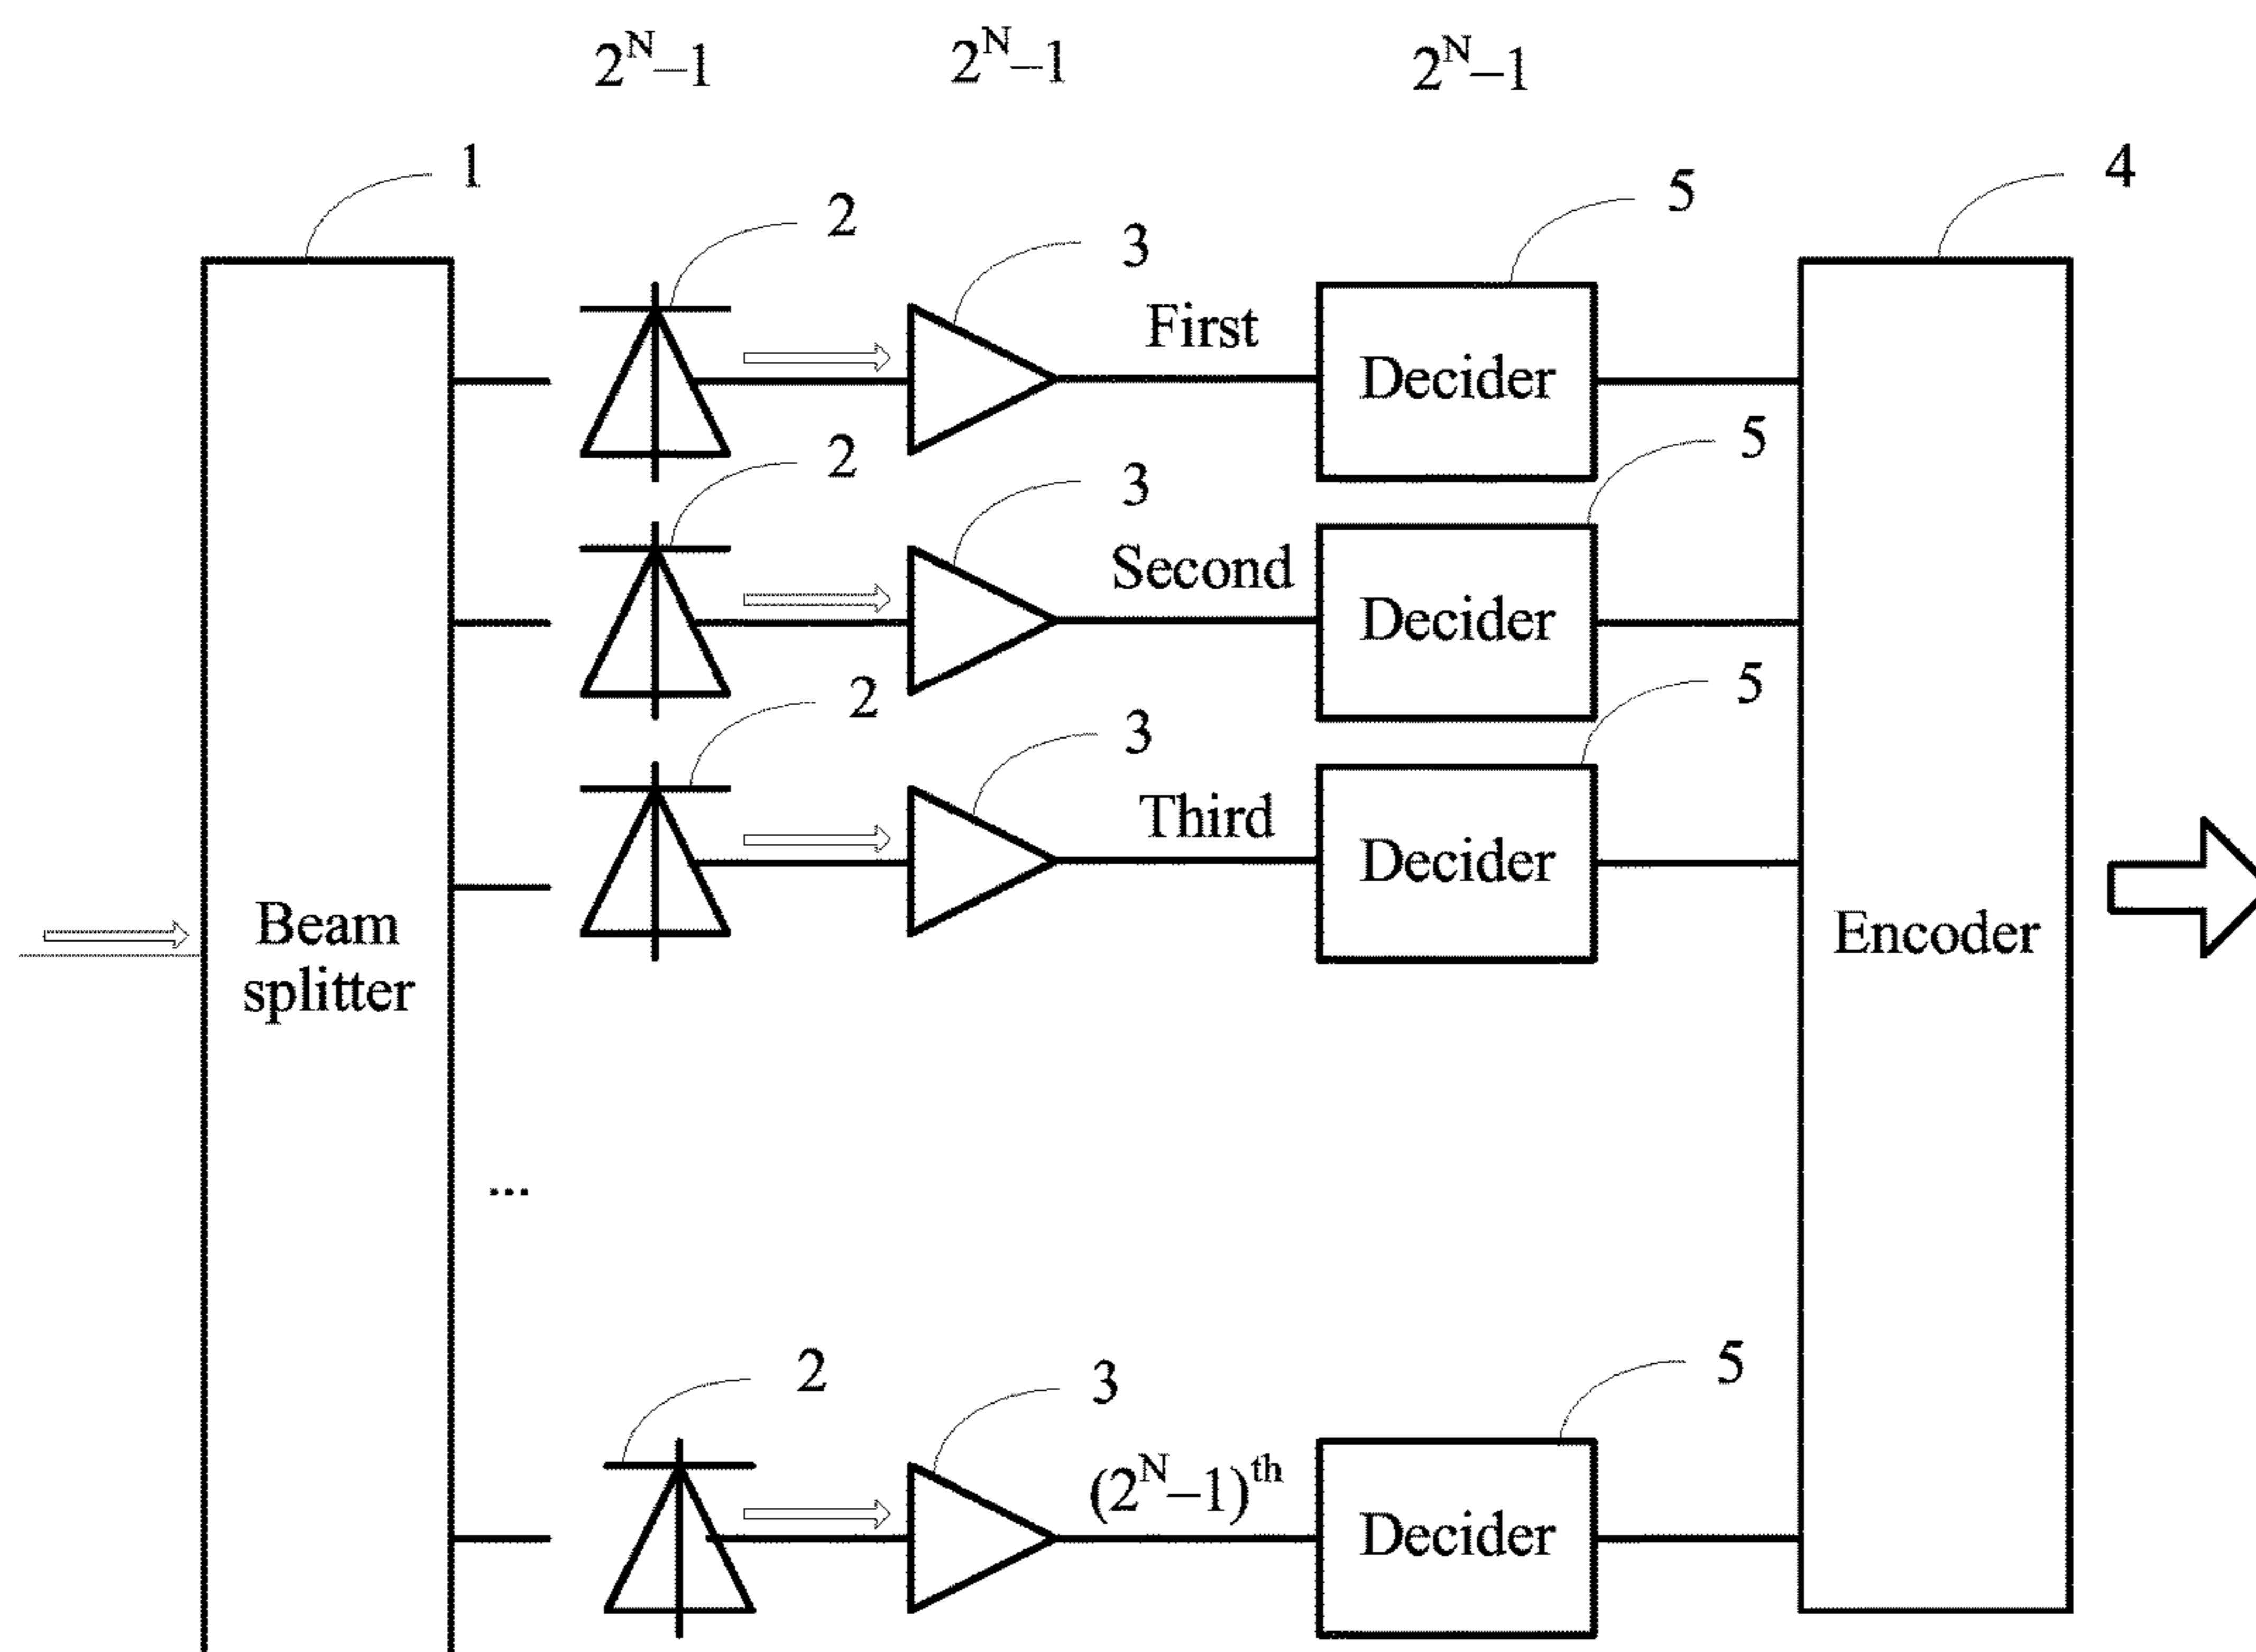 2^N–1 2^N–1 2^N–1
1 2 3 5 4
First Decider
2 3 5
Second Decider
2 3 5
Third Decider
Beam
splitter
Encoder
...
2 3 5
(2^N–1)^th Decider